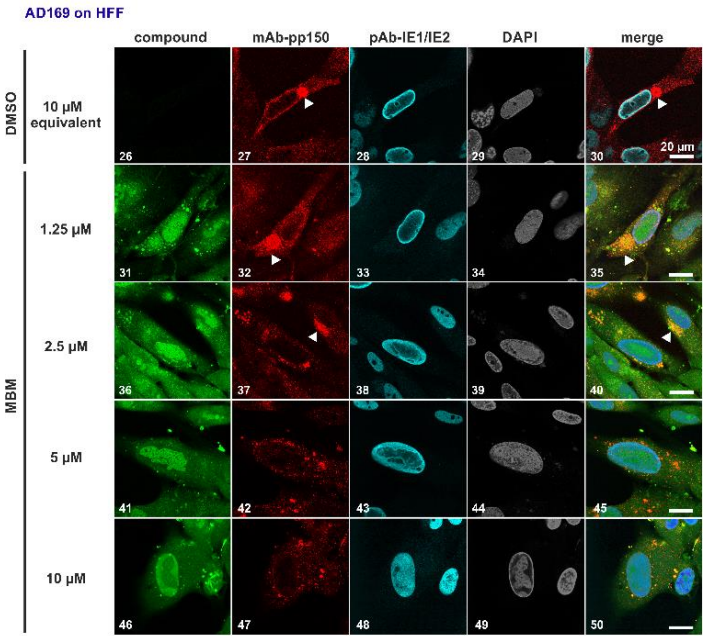 AD169 on HFF
compound mAb-pp150 pAb-IE1/IE2 DAPI merge
DMSO
10 µM
equivalent
26 27 28 29 30
20 µm
MBM
1.25 µM
31 32 33 34 35
2.5 µM
36 37 38 39 40
5 µM
41 42 43 44 45
10 µM
46 47 48 49 50